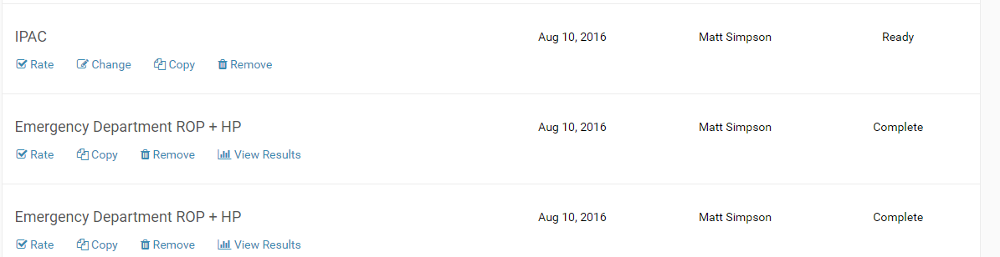 IPAC Aug 10, 2016 Matt Simpson Ready
Rate Change Copy Remove
Emergency Department ROP + HP Aug 10, 2016 Matt Simpson Complete
Rate Copy Remove View Results
Emergency Department ROP + HP Aug 10, 2016 Matt Simpson Complete
Rate Copy Remove View Results